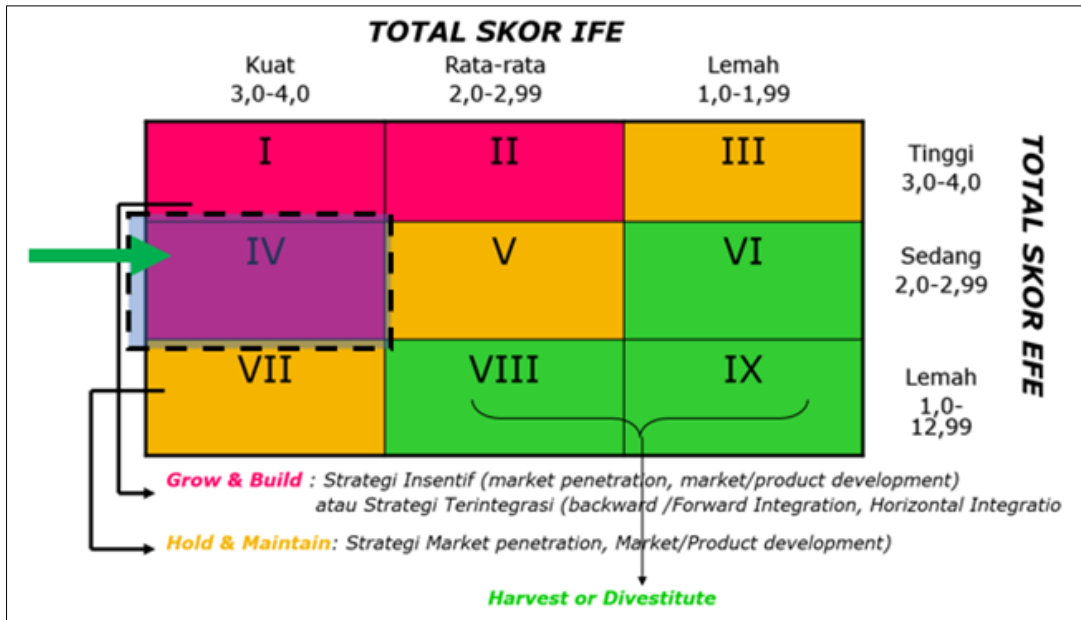 TOTAL SKOR IFE
Kuat
3,0-4,0
Rata-rata
2,0-2,99
Lemah
1,0-1,99
I
II
III
Tinggi
3,0-4,0
IV
V
VI
Sedang
2,0-2,99
VII
VIII
IX
Lemah
1,0-
12,99
TOTAL SKOR EFE
Grow & Build : Strategi Insentif (market penetration, market/product development)
atau Strategi Terintegrasi (backward /Forward Integration, Horizontal Integratio
Hold & Maintain: Strategi Market penetration, Market/Product development)
Harvest or Divestitute